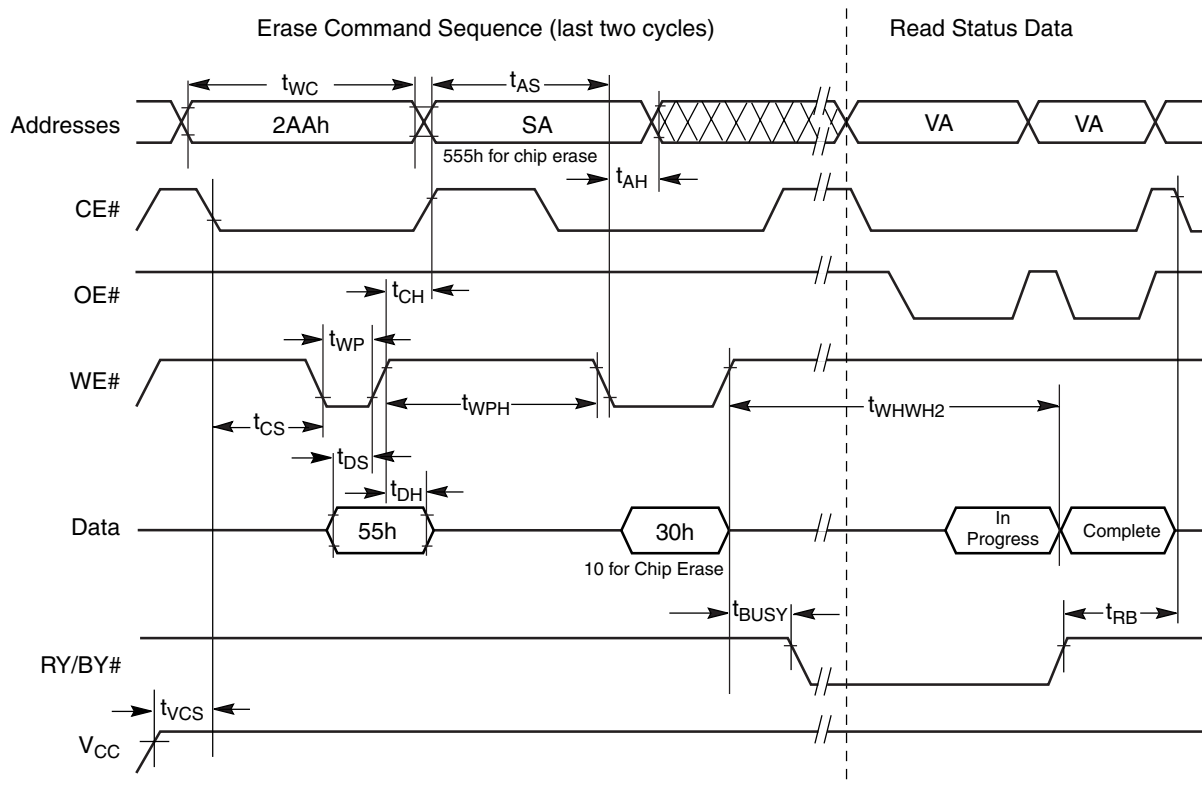 Erase Command Sequence (last two cycles)
Read Status Data
tWC
tAS
Addresses
2AAh
SA
VA
VA
555h for chip erase
tAH
CE#
OE#
tCH
tWP
WE#
tWPH
tWHWH2
tCS
tDS
tDH
Data
55h
30h
In
Progress
Complete
10 for Chip Erase
tBUSY
tRB
RY/BY#
tVCS
VCC